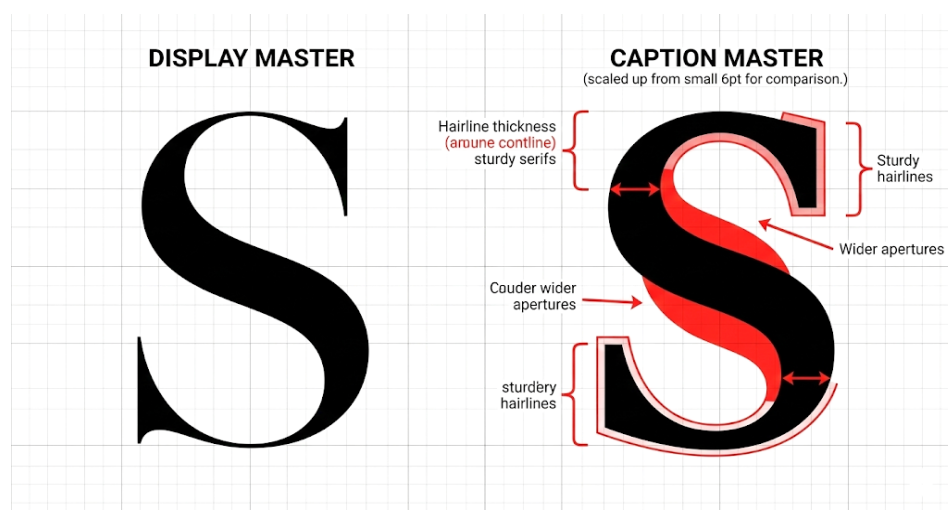 DISPLAY MASTER
CAPTION MASTER
(scaled up from small 6pt for comparison.)
Hairline thickness
(aroune contline)
sturdy serifs
Sturdy
hairlines
Wider apertures
Couder wider
apertures
sturdery
hairlines